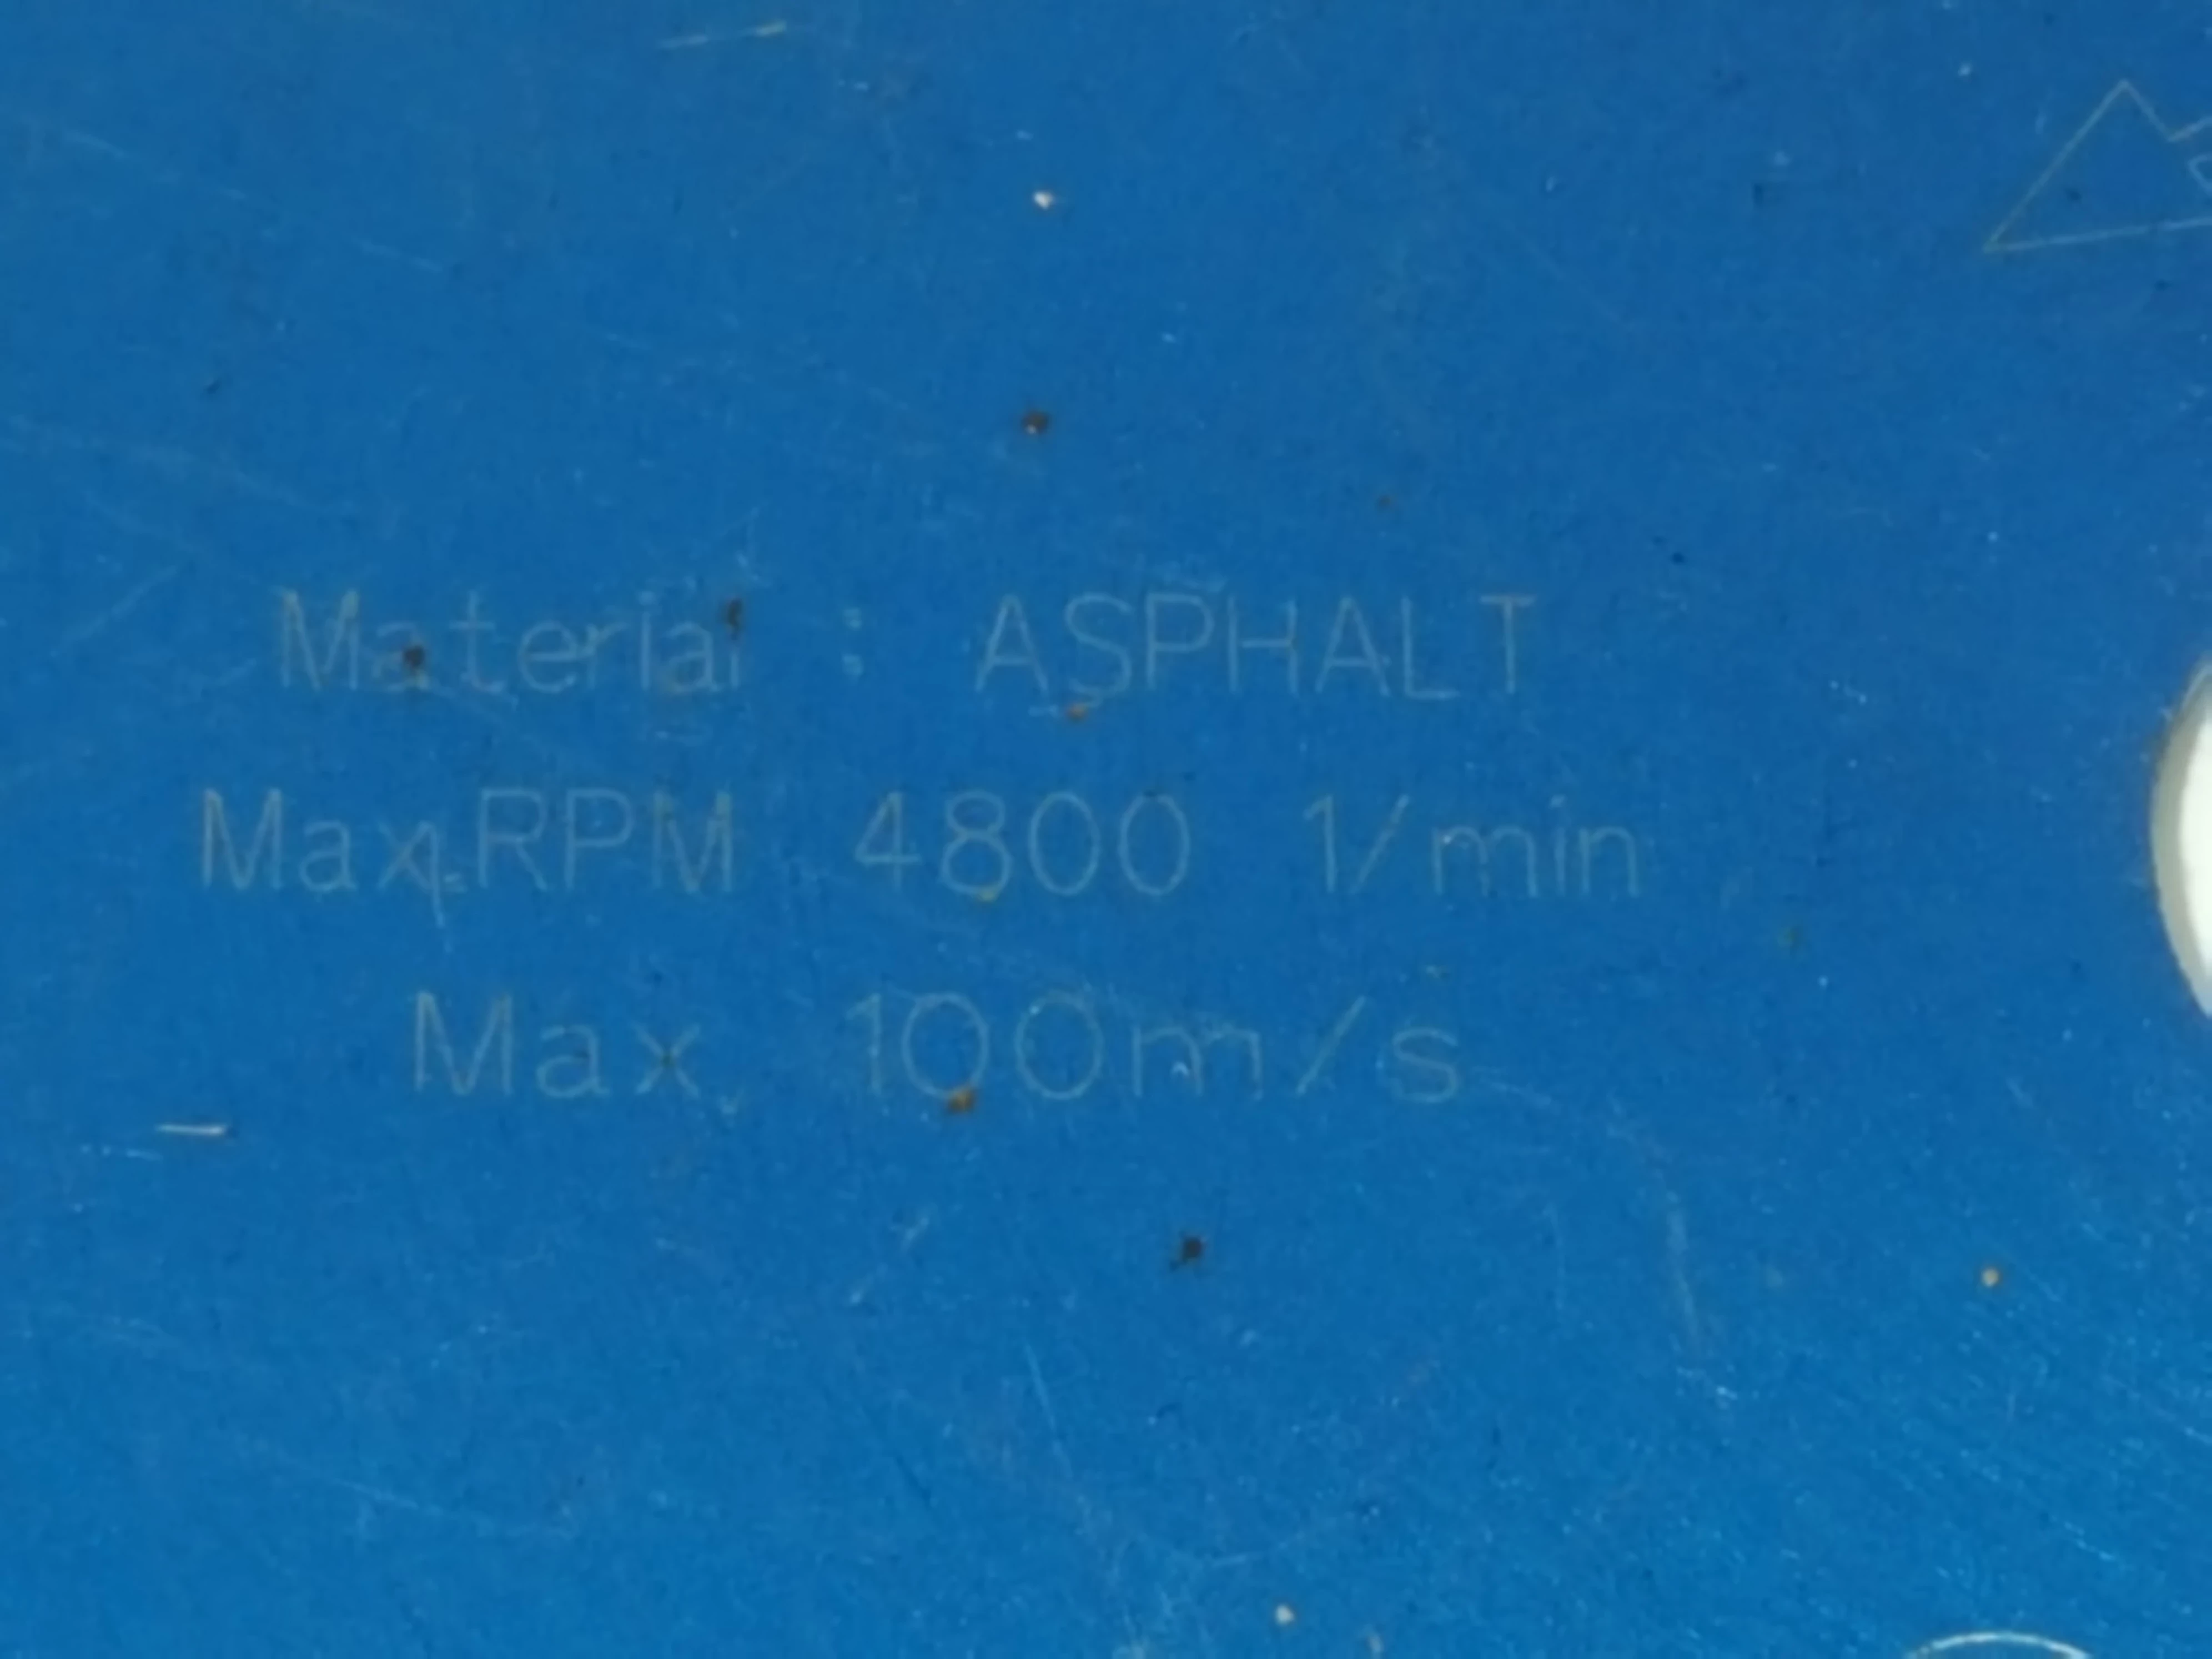 Material : ASPHALT
Max.RPM 4800 1/min
Max. 100m/s